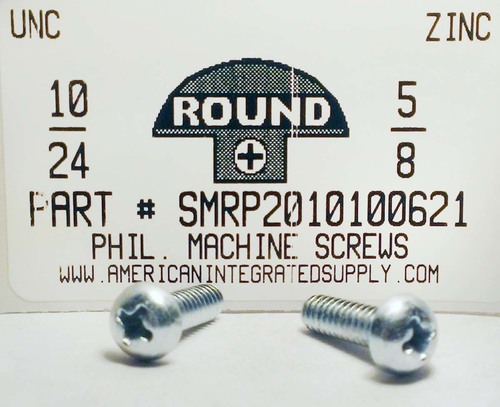 UNC ZINC
ROUND
10 5
24 8
PART # SMRP2010100621
PHIL. MACHINE SCREWS
WWW.AMERICANINTEGRATEDSUPPLY.COM